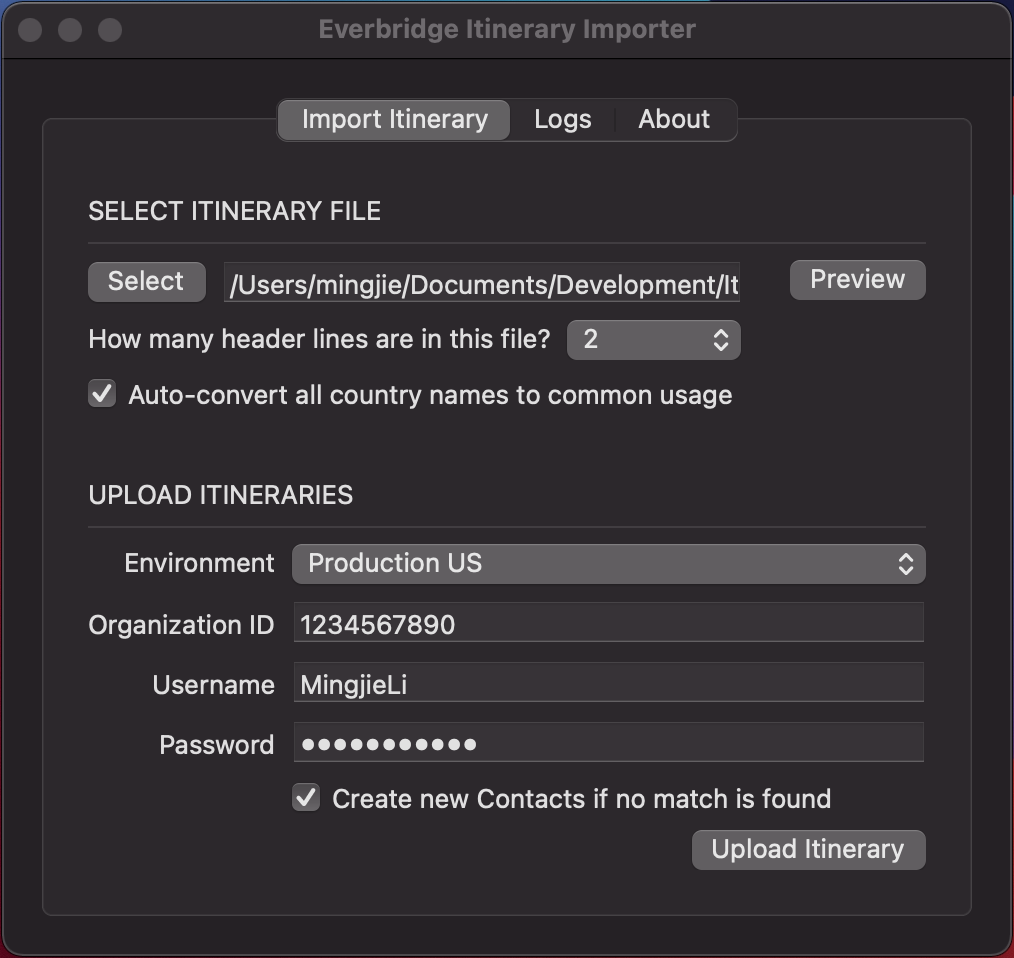 Everbridge Itinerary Importer
Import Itinerary Logs About
SELECT ITINERARY FILE
Select /Users/mingjie/Documents/Development/It Preview
How many header lines are in this file? 2
Auto-convert all country names to common usage
UPLOAD ITINERARIES
Environment Production US
Organization ID 1234567890
Username MingjieLi
Password ●●●●●●●●●●●
Create new Contacts if no match is found
Upload Itinerary